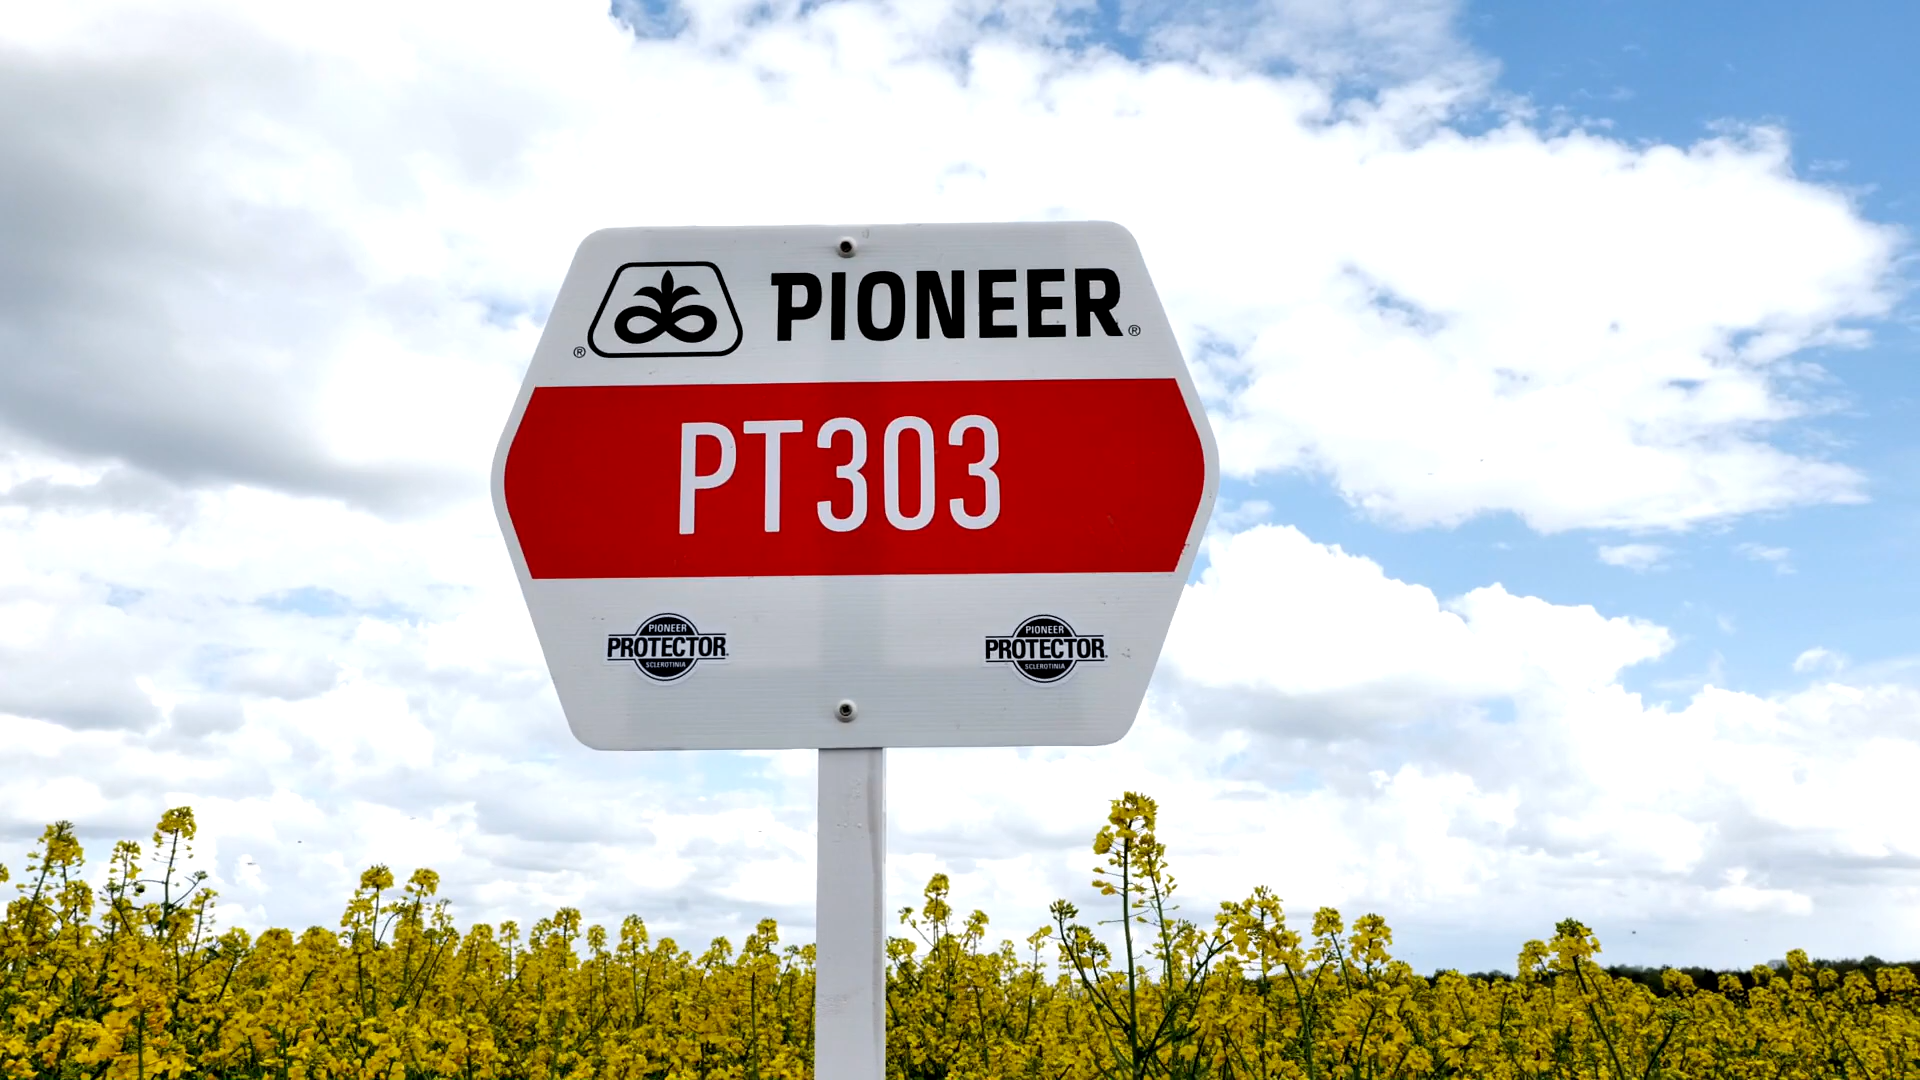 PIONEER®
®
PT303
PIONEER
PROTECTOR
SCLEROTINIA
PIONEER
PROTECTOR
SCLEROTINIA